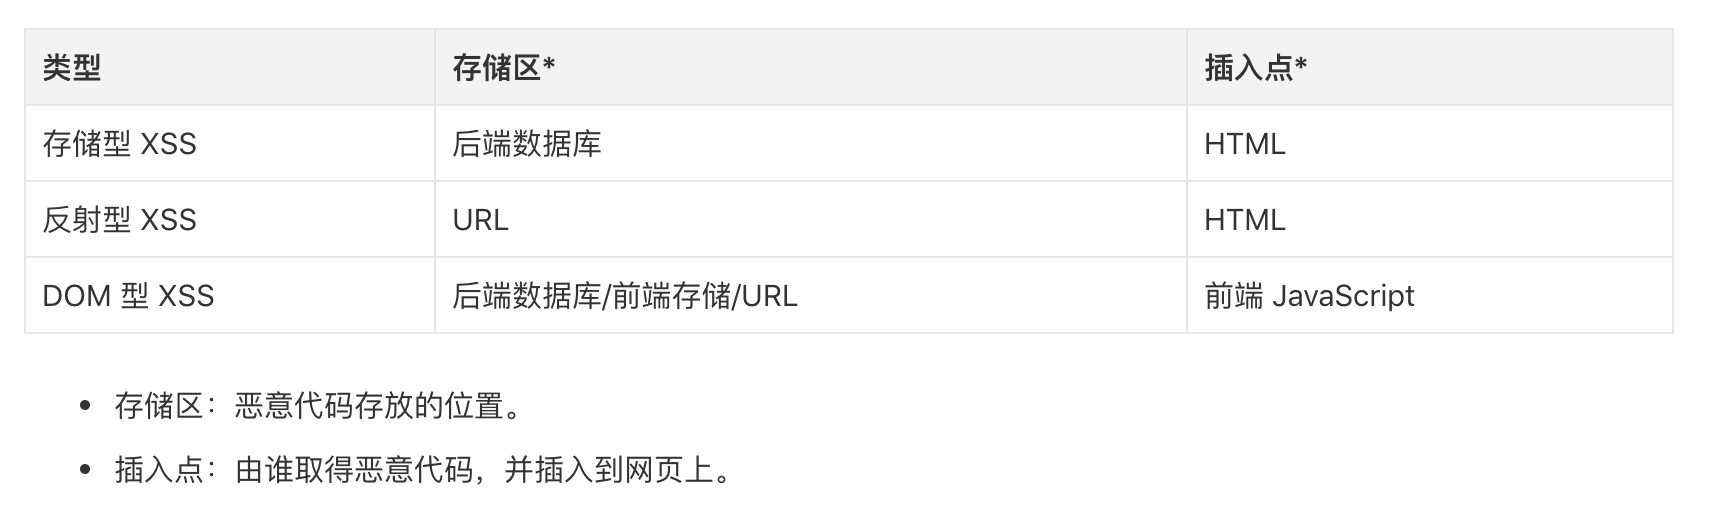 类型 存储区* 插入点*
存储型 XSS 后端数据库 HTML
反射型 XSS URL HTML
DOM 型 XSS 后端数据库/前端存储/URL 前端 JavaScript
• 存储区：恶意代码存放的位置。
• 插入点：由谁取得恶意代码，并插入到网页上。